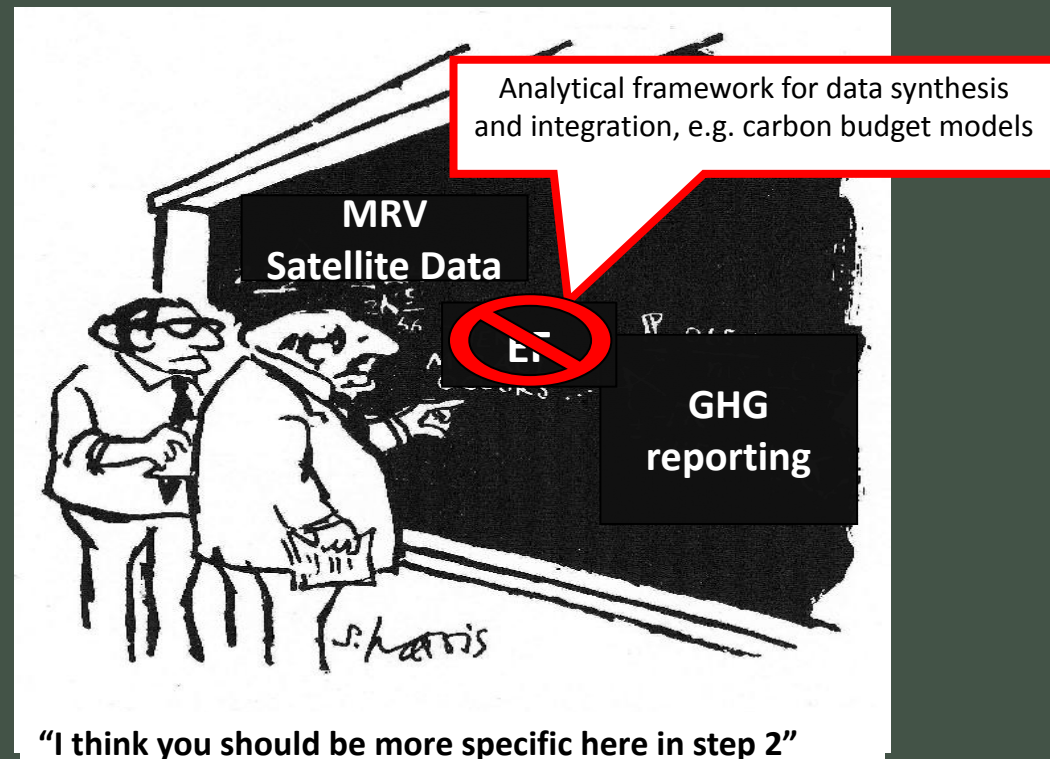 Analytical framework for data synthesis
and integration, e.g. carbon budget models
MRV
Satellite Data
EF
GHG
reporting
S. Harris
“I think you should be more specific here in step 2”